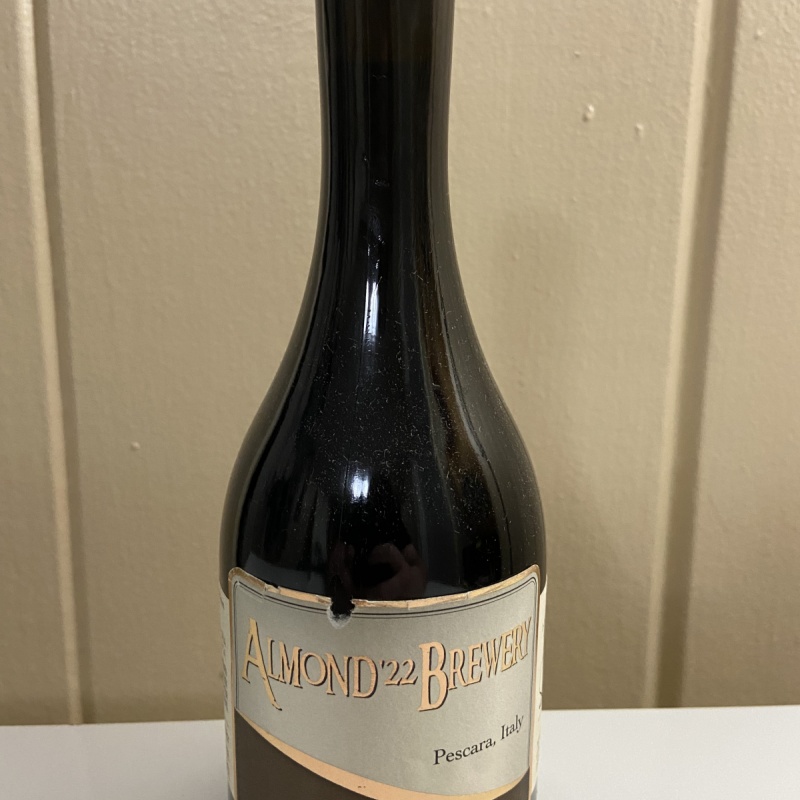 ALMOND '22 BREWERY
Pescara, Italy